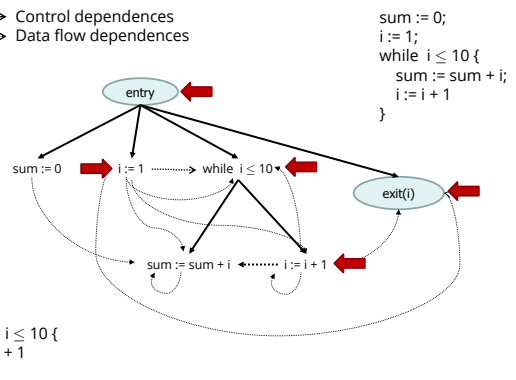 Control dependences
Data flow dependences
sum := 0;
i := 1;
while i ≤ 10 {
sum := sum + i;
i := i + 1
}
entry
sum := 0
i := 1
while i ≤ 10
exit(i)
sum := sum + i
i := i + 1
i ≤ 10 {
+ 1